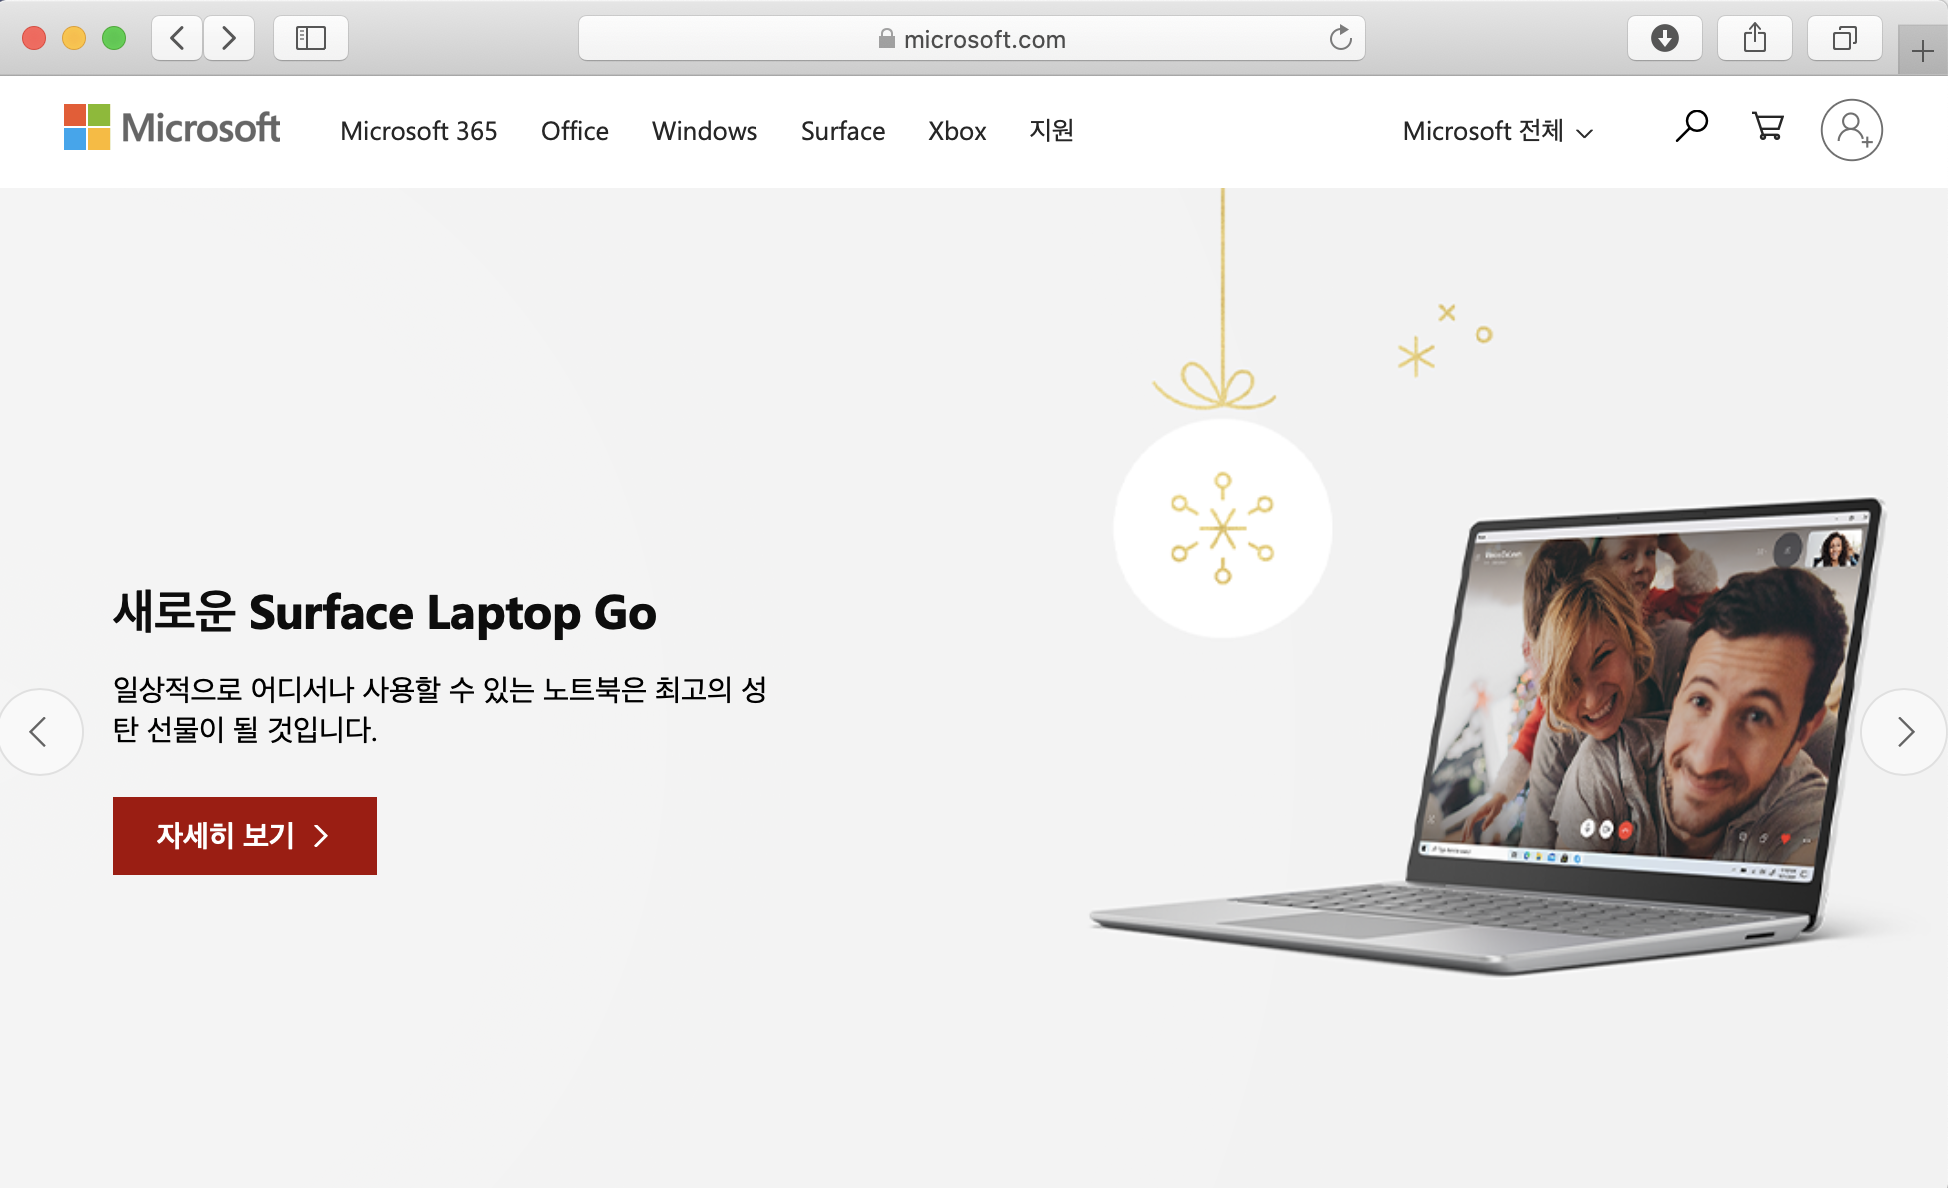 microsoft.com
Microsoft
Microsoft 365
Office
Windows
Surface
Xbox
지원
Microsoft 전체
새로운 Surface Laptop Go
일상적으로 어디서나 사용할 수 있는 노트북은 최고의 성
탄 선물이 될 것입니다.
자세히 보기